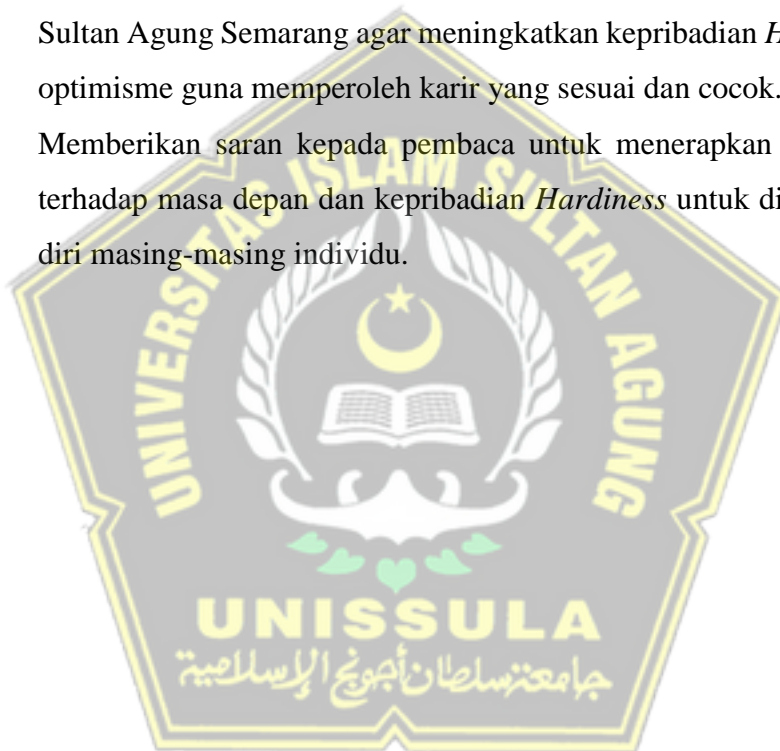 Sultan Agung Semarang agar meningkatkan kepribadian H
optimisme guna memperoleh karir yang sesuai dan cocok.
Memberikan saran kepada pembaca untuk menerapkan
terhadap masa depan dan kepribadian Hardiness untuk di
diri masing-masing individu.
UNIVERSITAS ISLAM SULTAN AGUNG
UNISSULA
جامعة سلطان أجونج الإسلامية